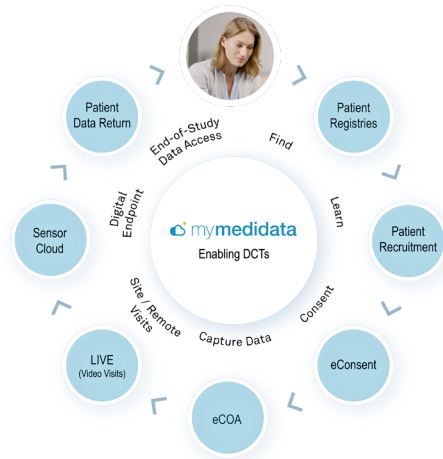 Patient
Registries
Patient
Recruitment
eConsent
eCOA
LIVE
(Video Visits)
Sensor
Cloud
Patient
Data Return
Find
Learn
Consent
Capture Data
Site / Remote
Visits
Digital
Endpoint
End-of-Study
Data Access
mymedidata
Enabling DCTs